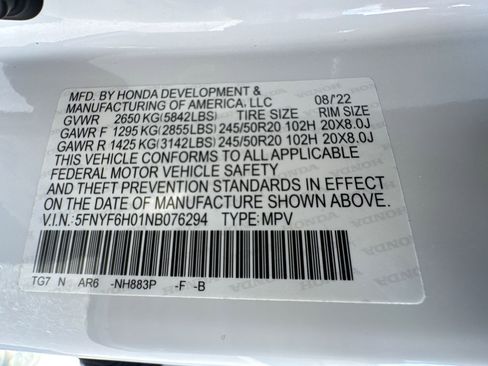 MFD. BY HONDA DEVELOPMENT &
MANUFACTURING OF AMERICA, LLC 08/'22
GVWR 2650 KG(5842LBS) TIRE SIZE RIM SIZE
GAWR F 1295 KG(2855LBS) 245/50R20 102H 20X8.0J
GAWR R 1425 KG(3142LBS) 245/50R20 102H 20X8.0J
THIS VEHICLE CONFORMS TO ALL APPLICABLE
FEDERAL MOTOR VEHICLE SAFETY
AND THEFT PREVENTION STANDARDS IN EFFECT
ON THE DATE OF MANUFACTURE SHOWN ABOVE.
V.I.N.: 5FNYF6H01NB076294 TYPE: MPV
TG7 N AR6 -NH883P -F -B